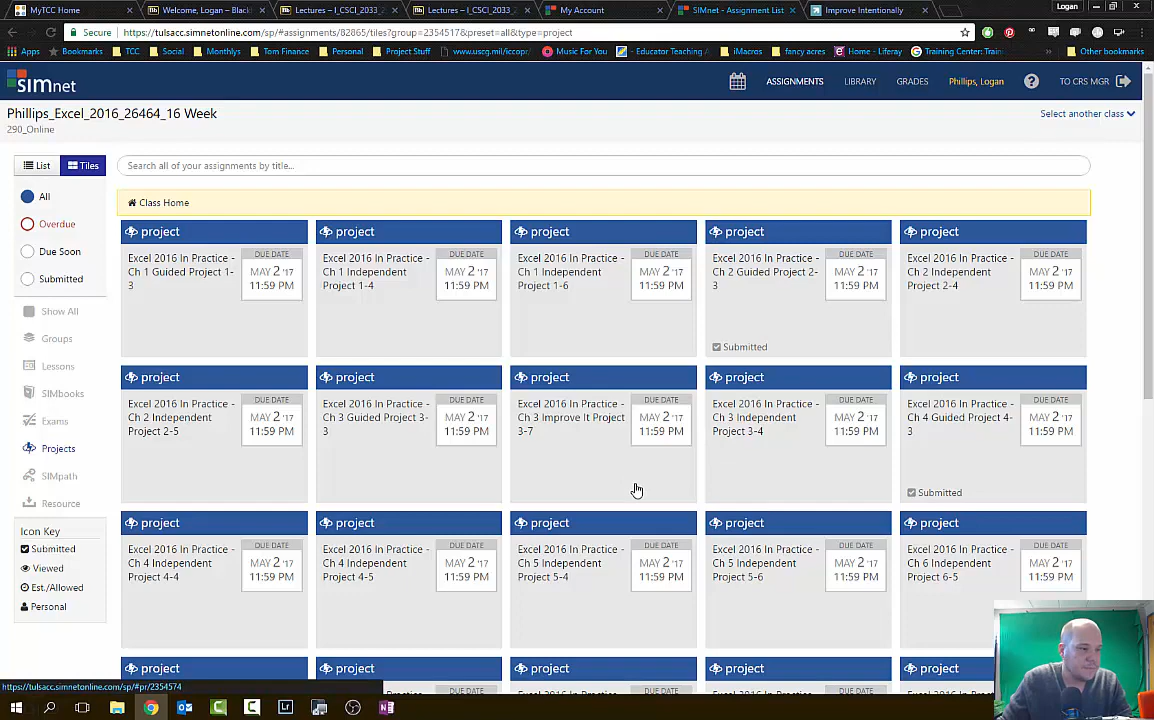 MyTCC Home
Welcome, Logan – Black
Lectures – I_CSCI_2033_
Lectures – I_CSCI_2033_
My Account
SIMnet - Assignment List
Improve Intentionally
Logan
Secure
https://tulsacc.simnetonline.com/sp/#assignments/82865/tiles?group=2354517&preset=all&type=project
Apps
Bookmarks
TCC
Social
Monthlys
Tom Finance
Personal
Project Stuff
www.uscg.mil/iccopr
Music For You
- Educator Teaching
iMacros
fancy acres
Home - Liferay
Training Center: Train
Other bookmarks
SIMnet
ASSIGNMENTS
LIBRARY
GRADES
Phillips, Logan
?
TO CRS MGR
Phillips_Excel_2016_26464_16 Week
290_Online
Select another class
List
Tiles
Search all of your assignments by title...
All
Overdue
Due Soon
Submitted
Show All
Groups
Lessons
SIMbooks
Exams
Projects
SIMpath
Resource
Icon Key
Submitted
Viewed
Est./Allowed
Personal
Class Home
project
Excel 2016 In Practice -
Ch 1 Guided Project 1-
3
DUE DATE
MAY 2 '17
11:59 PM
project
Excel 2016 In Practice -
Ch 1 Independent
Project 1-4
DUE DATE
MAY 2 '17
11:59 PM
project
Excel 2016 In Practice -
Ch 1 Independent
Project 1-6
DUE DATE
MAY 2 '17
11:59 PM
project
Excel 2016 In Practice -
Ch 2 Guided Project 2-
3
DUE DATE
MAY 2 '17
11:59 PM
Submitted
project
Excel 2016 In Practice -
Ch 2 Independent
Project 2-4
DUE DATE
MAY 2 '17
11:59 PM
project
Excel 2016 In Practice -
Ch 2 Independent
Project 2-5
DUE DATE
MAY 2 '17
11:59 PM
project
Excel 2016 In Practice -
Ch 3 Guided Project 3-
3
DUE DATE
MAY 2 '17
11:59 PM
project
Excel 2016 In Practice -
Ch 3 Improve It Project
3-7
DUE DATE
MAY 2 '17
11:59 PM
project
Excel 2016 In Practice -
Ch 3 Independent
Project 3-4
DUE DATE
MAY 2 '17
11:59 PM
project
Excel 2016 In Practice -
Ch 4 Guided Project 4-
3
DUE DATE
MAY 2 '17
11:59 PM
Submitted
project
Excel 2016 In Practice -
Ch 4 Independent
Project 4-4
DUE DATE
MAY 2 '17
11:59 PM
project
Excel 2016 In Practice -
Ch 4 Independent
Project 4-5
DUE DATE
MAY 2 '17
11:59 PM
project
Excel 2016 In Practice -
Ch 5 Independent
Project 5-4
DUE DATE
MAY 2 '17
11:59 PM
project
Excel 2016 In Practice -
Ch 5 Independent
Project 5-6
DUE DATE
MAY 2 '17
11:59 PM
project
Excel 2016 In Practice -
Ch 6 Independent
Project 6-5
DUE DATE
MAY 2 '17
11:59 PM
project
project
project
project
project
DUE DATE
DUE DATE
DUE DATE
https://tulsacc.simnetonline.com/sp/#pr/2354574